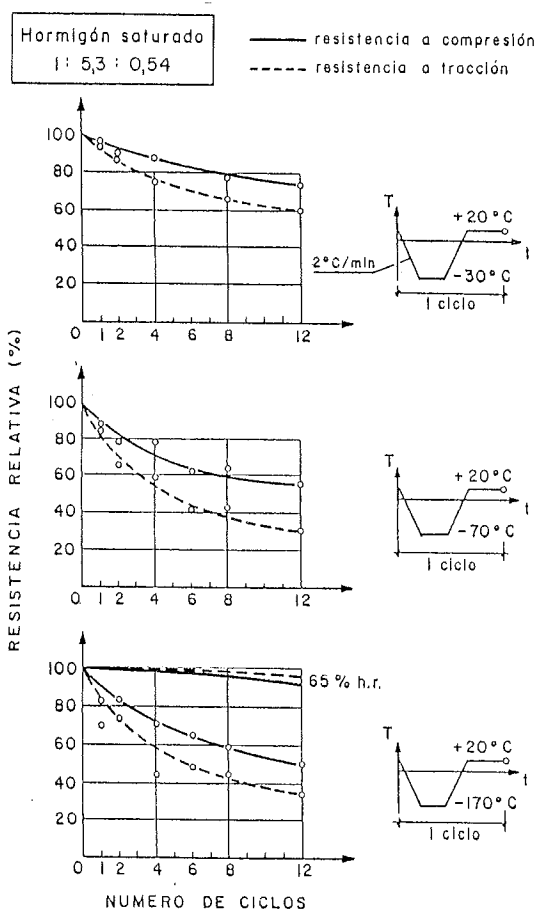 Hormigón saturado
1: 5,3 : 0,54
resistencia a compresión
resistencia a tracción
RESISTENCIA RELATIVA (%)
100
80
60
40
20
0 1 2 4 6 8 12
T
+20°C
2°C/min
t
-30°C
1 ciclo
100
80
60
40
20
0 1 2 4 6 8 12
T
+20°C
t
-70°C
1 ciclo
100
80
60
40
20
0 1 2 4 6 8 12
65% h.r.
T
+20°C
t
-170°C
1 ciclo
NUMERO DE CICLOS